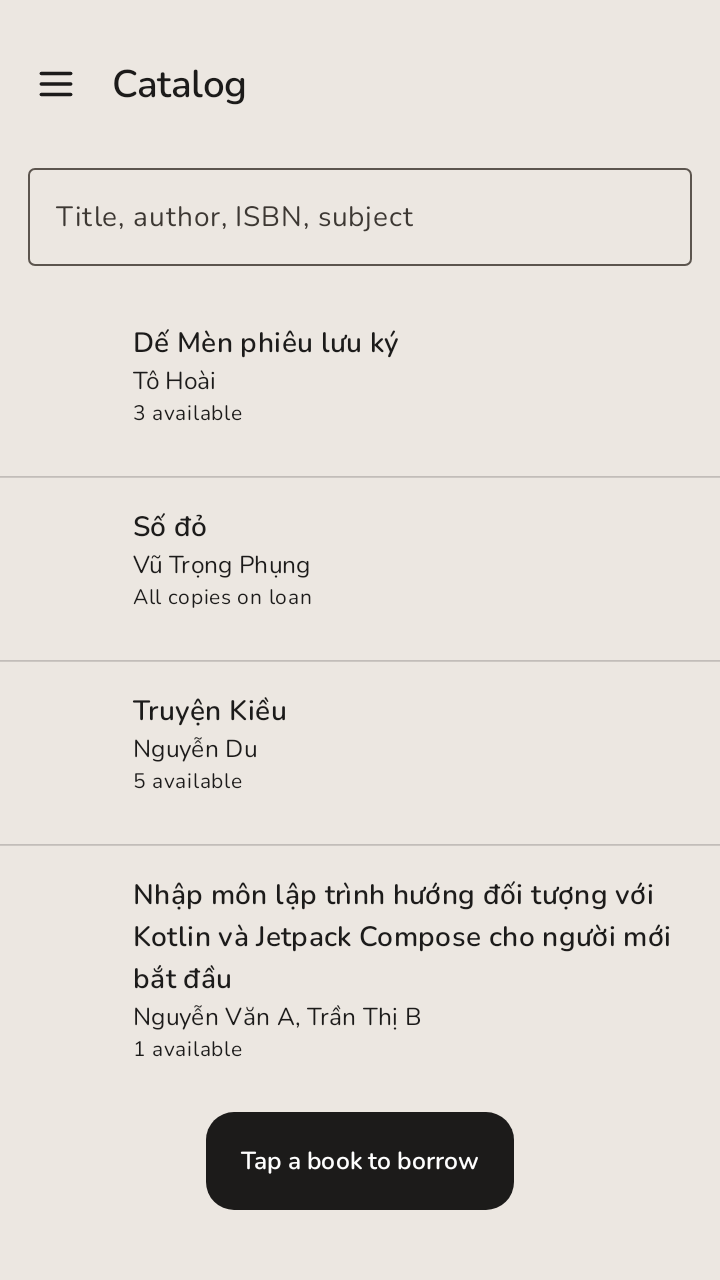 Catalog
Title, author, ISBN, subject
Dế Mèn phiêu lưu ký
Tô Hoài
3 available
Số đỏ
Vũ Trọng Phụng
All copies on loan
Truyện Kiều
Nguyễn Du
5 available
Nhập môn lập trình hướng đối tượng với
Kotlin và Jetpack Compose cho người mới
bắt đầu
Nguyễn Văn A, Trần Thị B
1 available
Tap a book to borrow